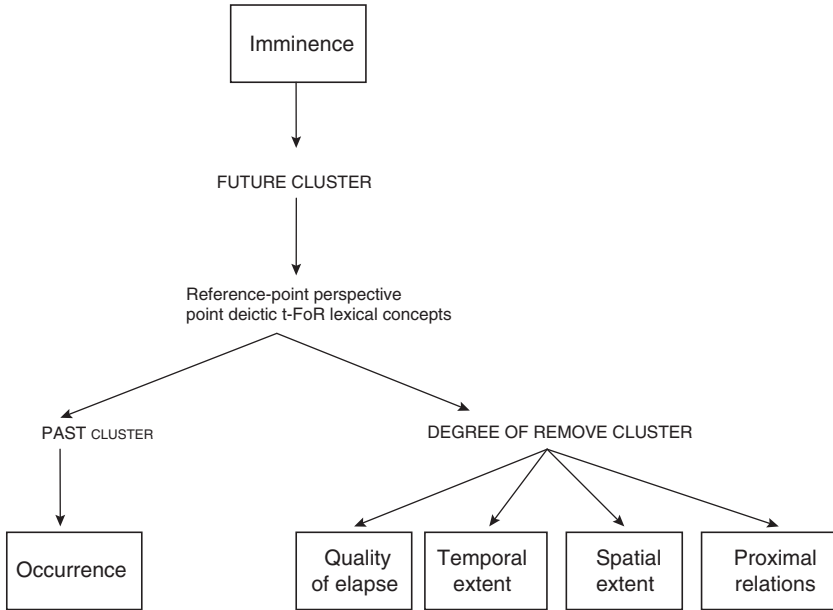 Imminence
FUTURE CLUSTER
Reference-point perspective
point deictic t-FoR lexical concepts
PAST CLUSTER
DEGREE OF REMOVE CLUSTER
Occurrence
Quality
of elapse
Temporal
extent
Spatial
extent
Proximal
relations